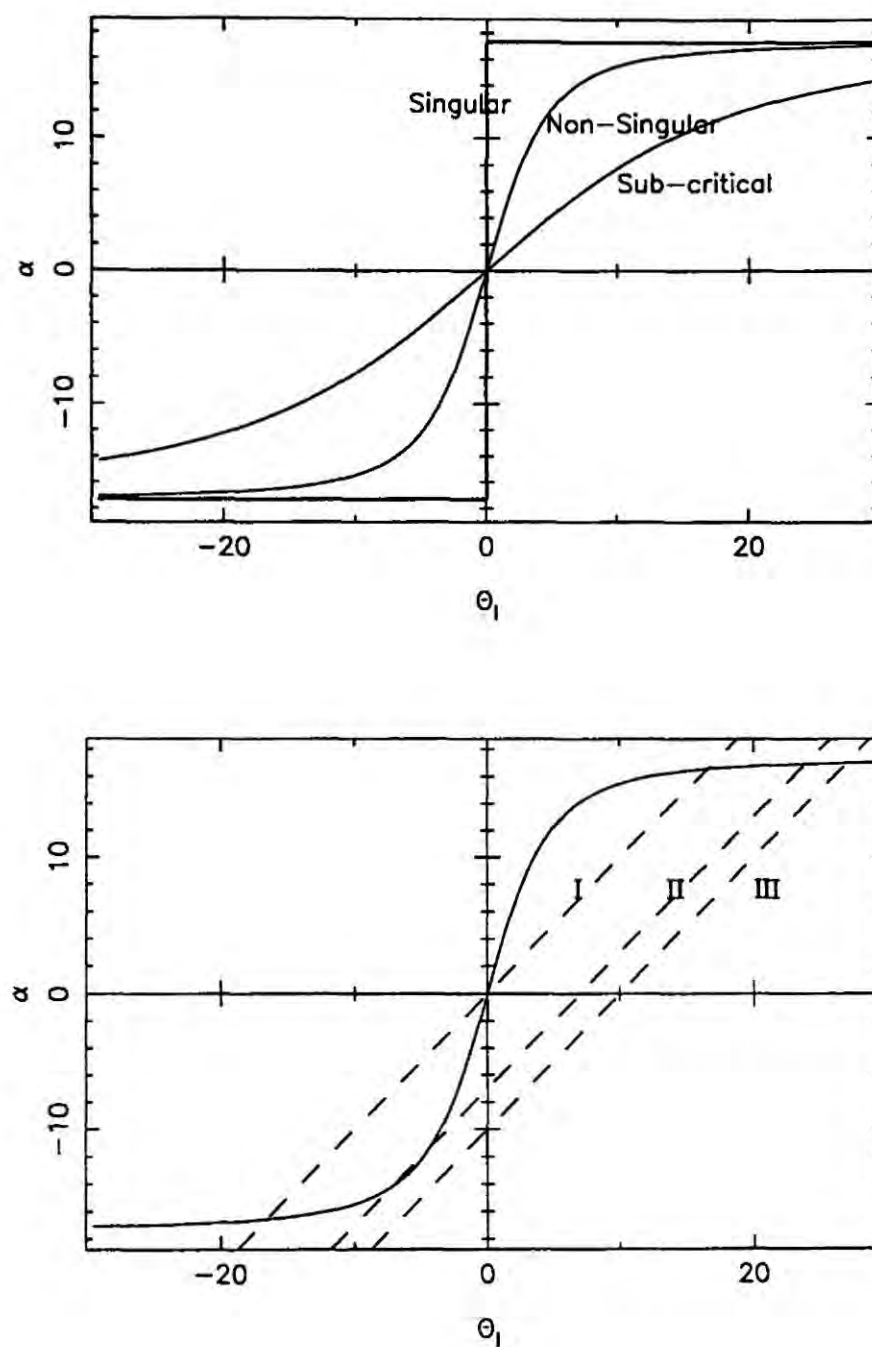 Singular
Non-Singular
Sub-critical
10
0
-10
α
-20
0
20
Θ_I
I
II
III
10
0
-10
α
-20
0
20
Θ_I